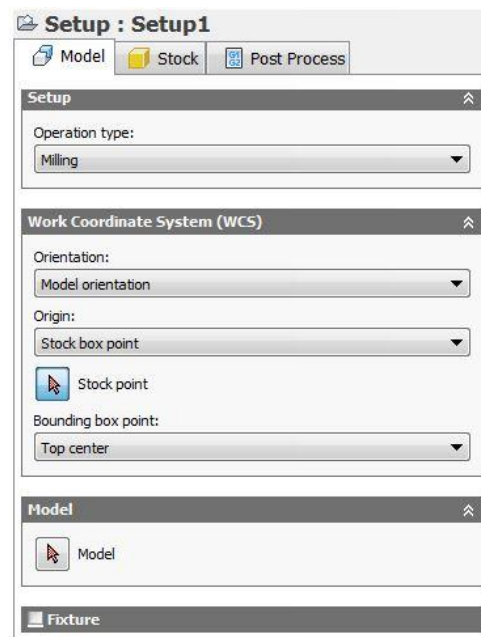 Setup : Setup1
Model Stock Post Process
Setup
Operation type:
Milling
Work Coordinate System (WCS)
Orientation:
Model orientation
Origin:
Stock box point
Stock point
Bounding box point:
Top center
Model
Model
Fixture